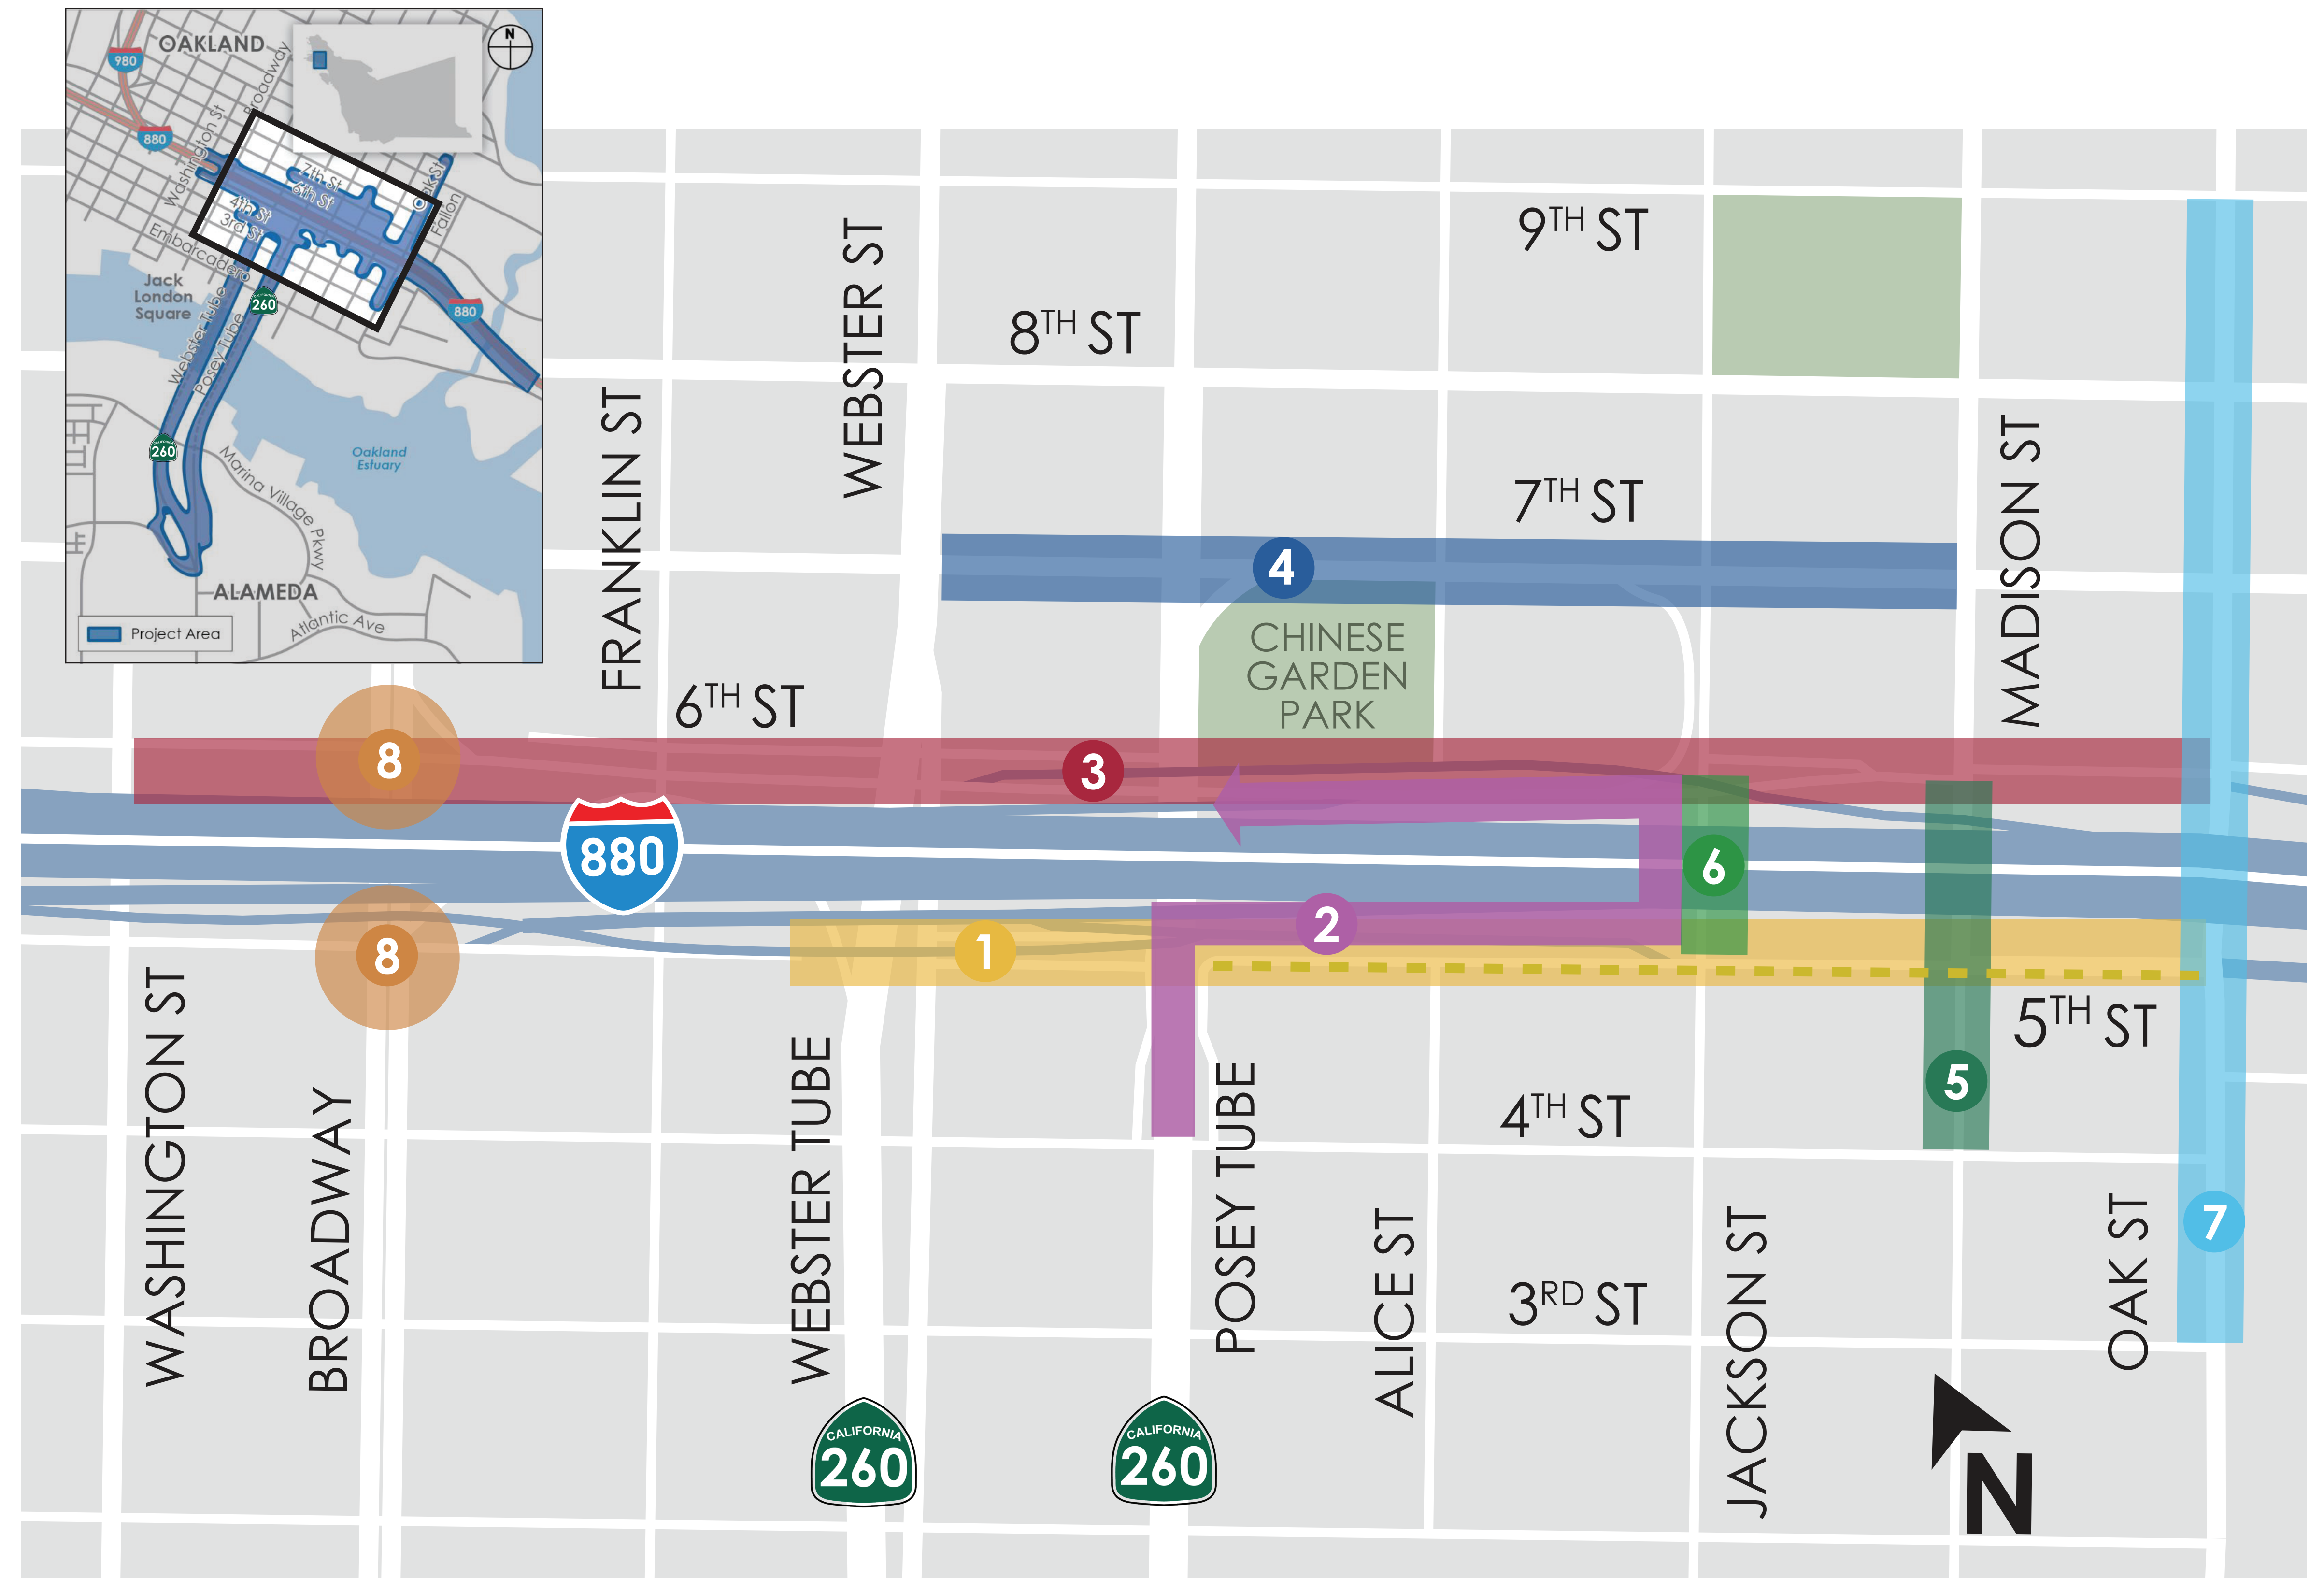 OAKLAND
N
980
Broadway
880
Washington St
7th St
6th St
Oak St
4th St
3rd St
Fallon
Embarcadero
Jack
London
Square
CALIFORNIA
260
880
Webster Tube
Posey Tube
CALIFORNIA
260
Oakland
Estuary
Marina Village Pkwy
ALAMEDA
Atlantic Ave
Project Area
9TH ST
WEBSTER ST
8TH ST
FRANKLIN ST
7TH ST
MADISON ST
4
CHINESE
GARDEN
PARK
6TH ST
8
3
880
6
2
8
1
5TH ST
WASHINGTON ST
BROADWAY
WEBSTER TUBE
POSEY TUBE
4TH ST
5
ALICE ST
JACKSON ST
OAK ST
7
3RD ST
CALIFORNIA
260
CALIFORNIA
260
N